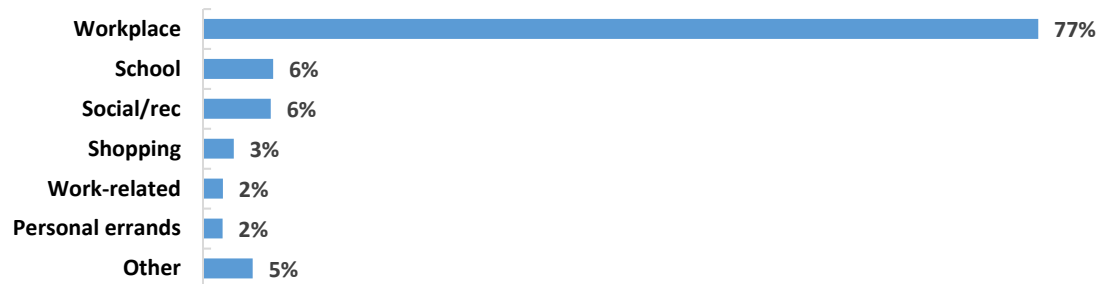 Workplace 77%
School 6%
Social/rec 6%
Shopping 3%
Work-related 2%
Personal errands 2%
Other 5%